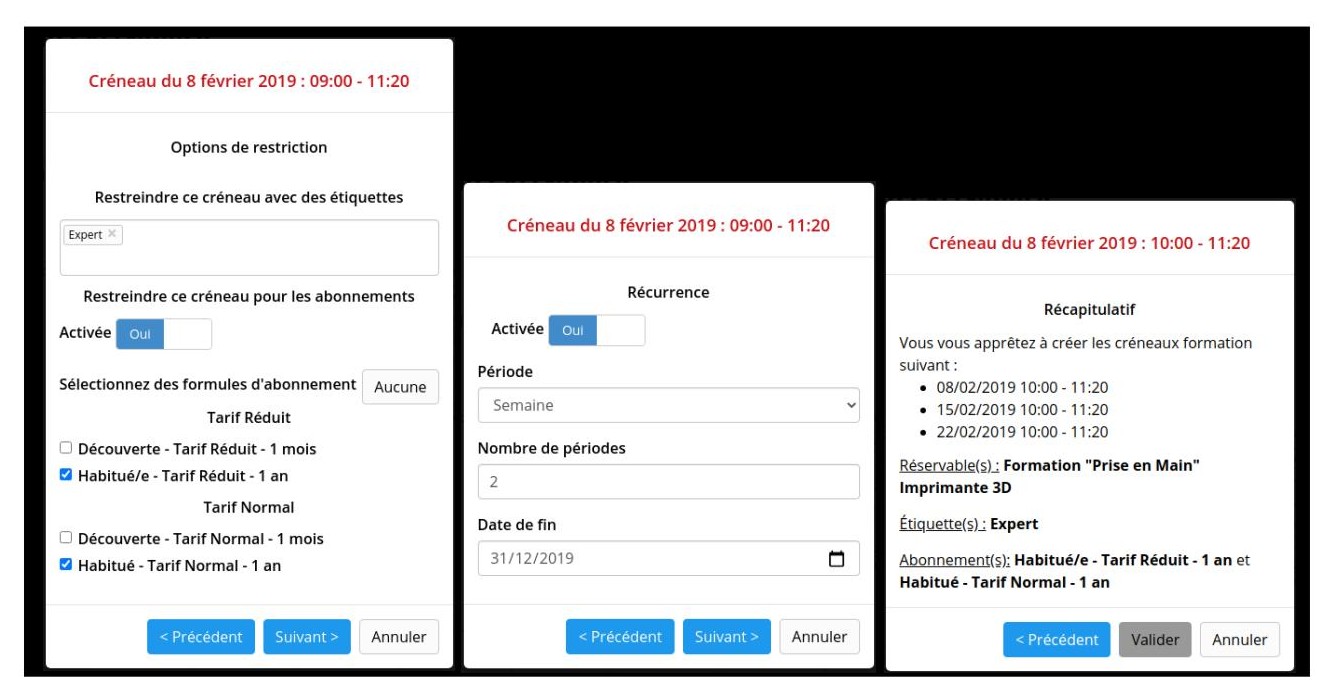 Créneau du 8 février 2019 : 09:00 - 11:20
Options de restriction
Restreindre ce créneau avec des étiquettes
Expert ×
Restreindre ce créneau pour les abonnements
Activée Oui
Sélectionnez des formules d'abonnement Aucune
Tarif Réduit
Découverte - Tarif Réduit - 1 mois
Habitué/e - Tarif Réduit - 1 an
Tarif Normal
Découverte - Tarif Normal - 1 mois
Habitué - Tarif Normal - 1 an
< Précédent Suivant > Annuler
Créneau du 8 février 2019 : 09:00 - 11:20
Récurrence
Activée Oui
Période
Semaine
Nombre de périodes
2
Date de fin
31/12/2019
< Précédent Suivant > Annuler
Créneau du 8 février 2019 : 10:00 - 11:20
Récapitulatif
Vous vous apprêtez à créer les créneaux formation
suivant :
• 08/02/2019 10:00 - 11:20
• 15/02/2019 10:00 - 11:20
• 22/02/2019 10:00 - 11:20
Réservable(s) : Formation "Prise en Main"
Imprimante 3D
Étiquette(s) : Expert
Abonnement(s): Habitué/e - Tarif Réduit - 1 an et
Habitué - Tarif Normal - 1 an
< Précédent Valider Annuler